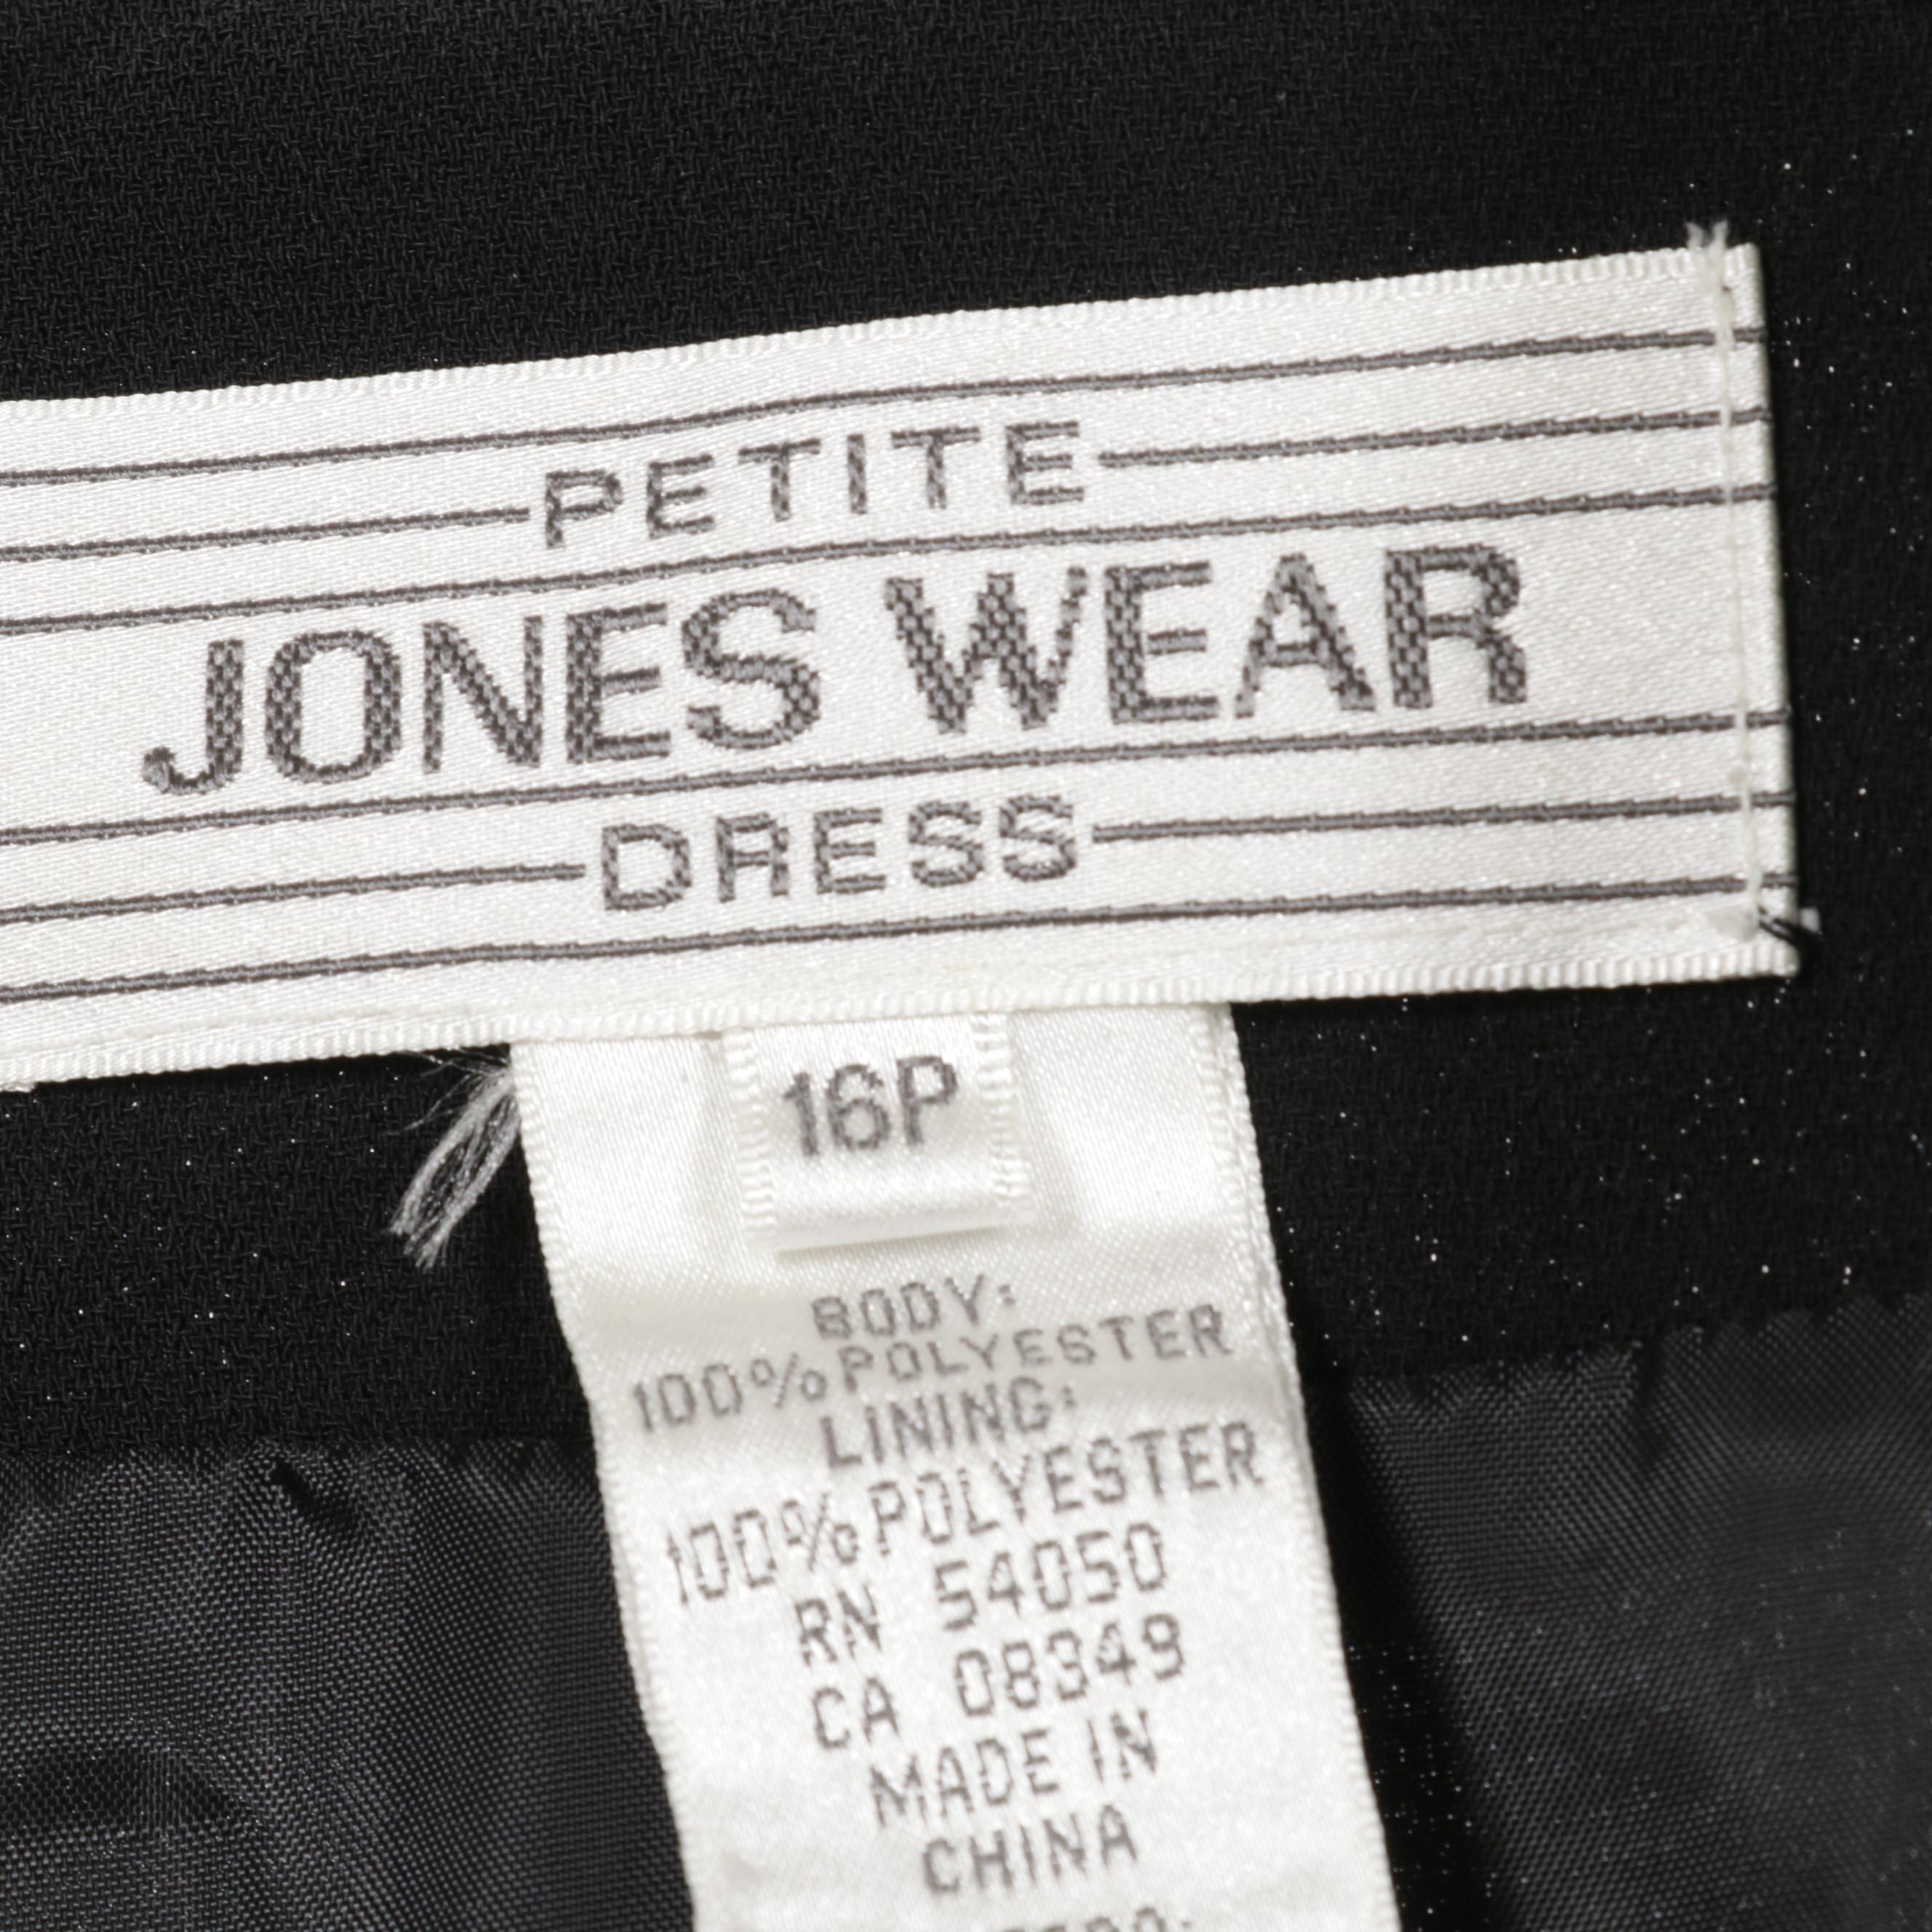 PETITE
JONES WEAR
DRESS
16P
BODY:
100%POLYESTER
LINING:
100%POLYESTER
RN 54050
CA 08349
MADE IN
CHINA